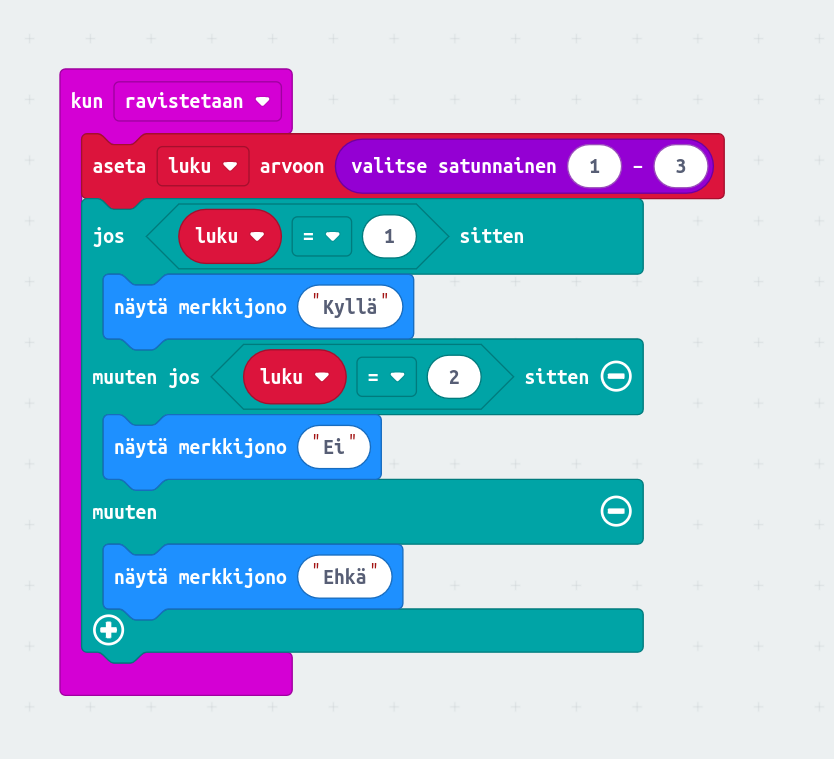 kun ravistetaan
aseta luku arvoon valitse satunnainen 1 - 3
jos luku = 1 sitten
näytä merkkijono "Kyllä"
muuten jos luku = 2 sitten
näytä merkkijono "Ei"
muuten
näytä merkkijono "Ehkä"